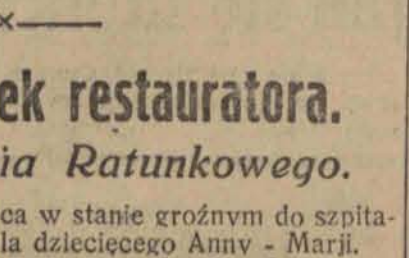 ek restauratora.
ia Ratunkowego.
ca w stanie groźnym do szpita-
la dziecięcego Anny - Marji.